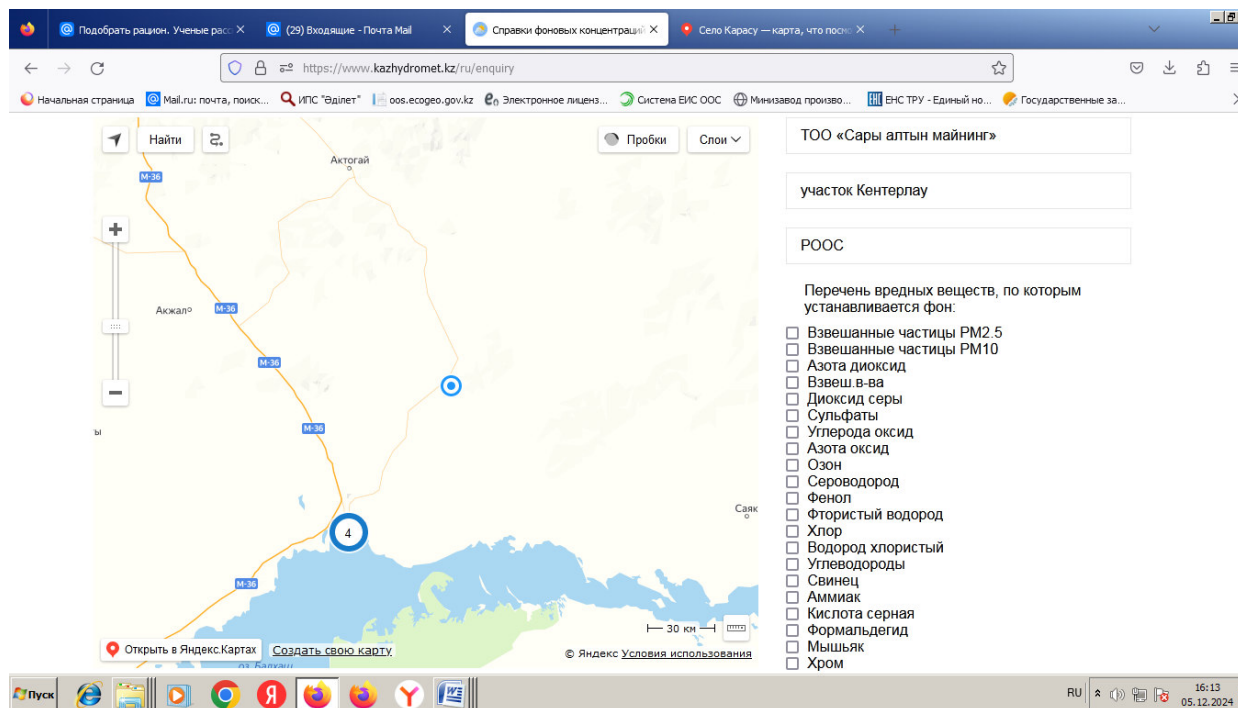 Подобрать рацион. Ученые расс
(29) Входящие - Почта Mail
Справки фоновых концентраций
Село Карасу — карта, что посмо
https://www.kazhydromet.kz/ru/enquiry
Начальная страница
Mail.ru: почта, поиск...
ИПС "Әділет"
oos.ecogeo.gov.kz
Электронное лиценз...
Система ЕИС ООС
Минизавод произво...
ЕНС ТРУ - Единый но...
Государственные за...
Найти
Пробки
Слои
Актогай
М-36
Акжал
М-36
М-36
М-36
ы
Саяк
4
М-36
30 км
Открыть в Яндекс.Картах
Создать свою карту
© Яндекс Условия использования
оз. Балхаш
ТОО «Сары алтын майнинг»
участок Кентерлау
РООС
Перечень вредных веществ, по которым
устанавливается фон:
Взвешанные частицы PM2.5
Взвешанные частицы PM10
Азота диоксид
Взвеш.в-ва
Диоксид серы
Сульфаты
Углерода оксид
Азота оксид
Озон
Сероводород
Фенол
Фтористый водород
Хлор
Водород хлористый
Углеводороды
Свинец
Аммиак
Кислота серная
Формальдегид
Мышьяк
Хром
Пуск
RU
16:13
05.12.2024